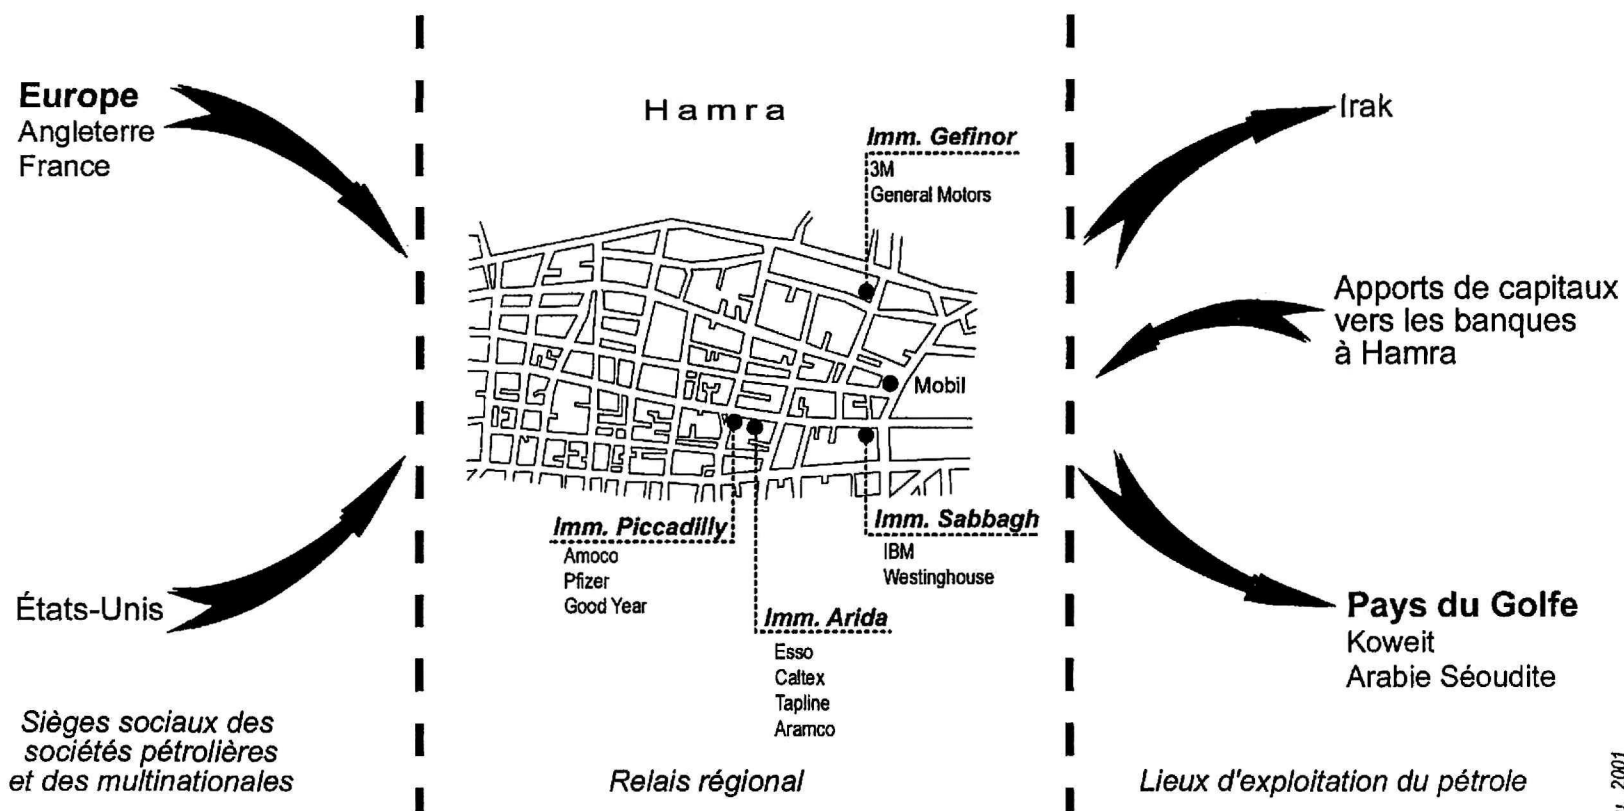 Europe
Angleterre
France
États-Unis
Sièges sociaux des
sociétés pétrolières
et des multinationales
Hamra
Imm. Gefinor
3M
General Motors
Mobil
Imm. Piccadilly
Amoco
Pfizer
Good Year
Imm. Arida
Esso
Caltex
Tapline
Aramco
Imm. Sabbagh
IBM
Westinghouse
Relais régional
Irak
Apports de capitaux
vers les banques
à Hamra
Pays du Golfe
Koweit
Arabie Séoudite
Lieux d'exploitation du pétrole
2001